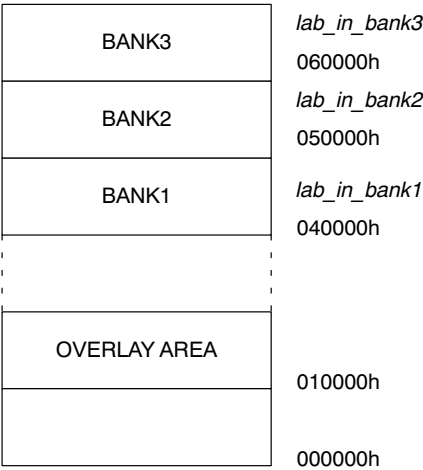 lab_in_bank3
BANK3
060000h
lab_in_bank2
BANK2
050000h
lab_in_bank1
BANK1
040000h
OVERLAY AREA
010000h
000000h